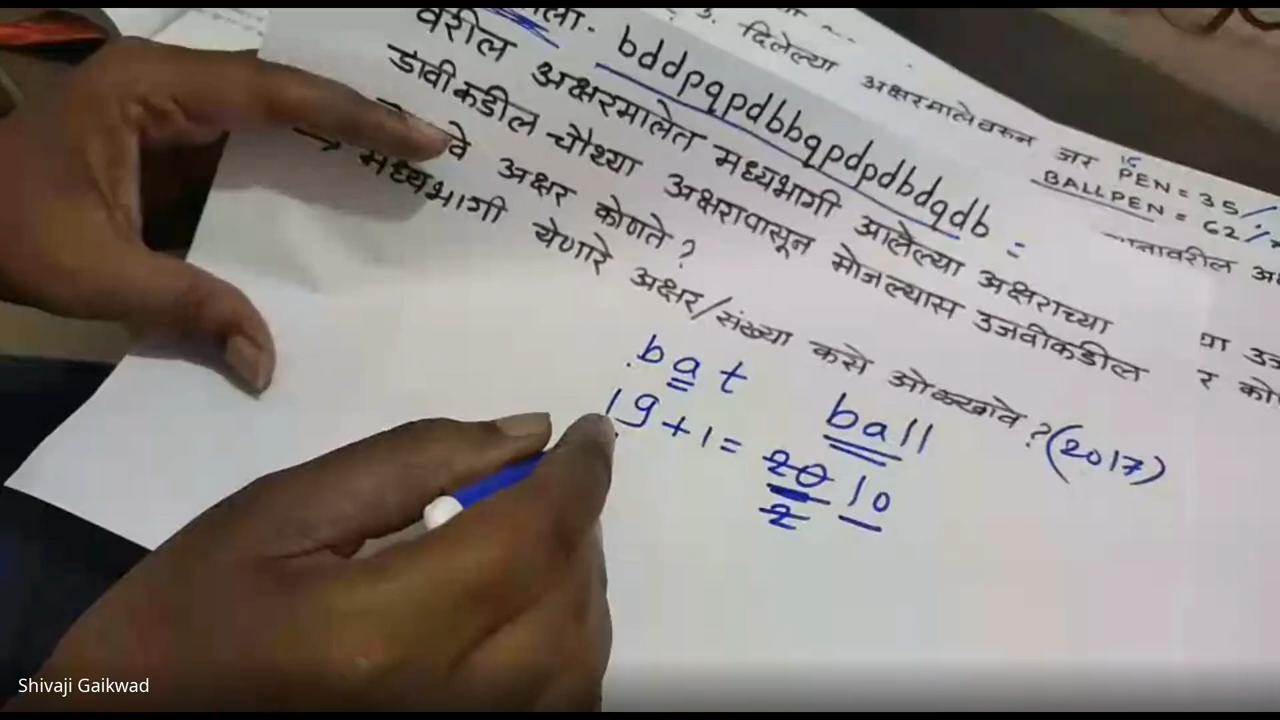 3. दिलेल्या अक्षरमालेवरुन जर PEN = 35
BALLPEN = 62
bddpqpdbbqpdpdbdqdb
वरील अक्षरमालेत मध्यभागी आलेल्या अक्षराच्या
डावीकडील चौथ्या अक्षरापासून मोजल्यास उजवीकडील
वे अक्षर कोणते ?
→ मध्यभागी येणारे अक्षर/संख्या कसे ओळखावे ? (2017)
bat
ball
19+1= 20 10
2
Shivaji Gaikwad